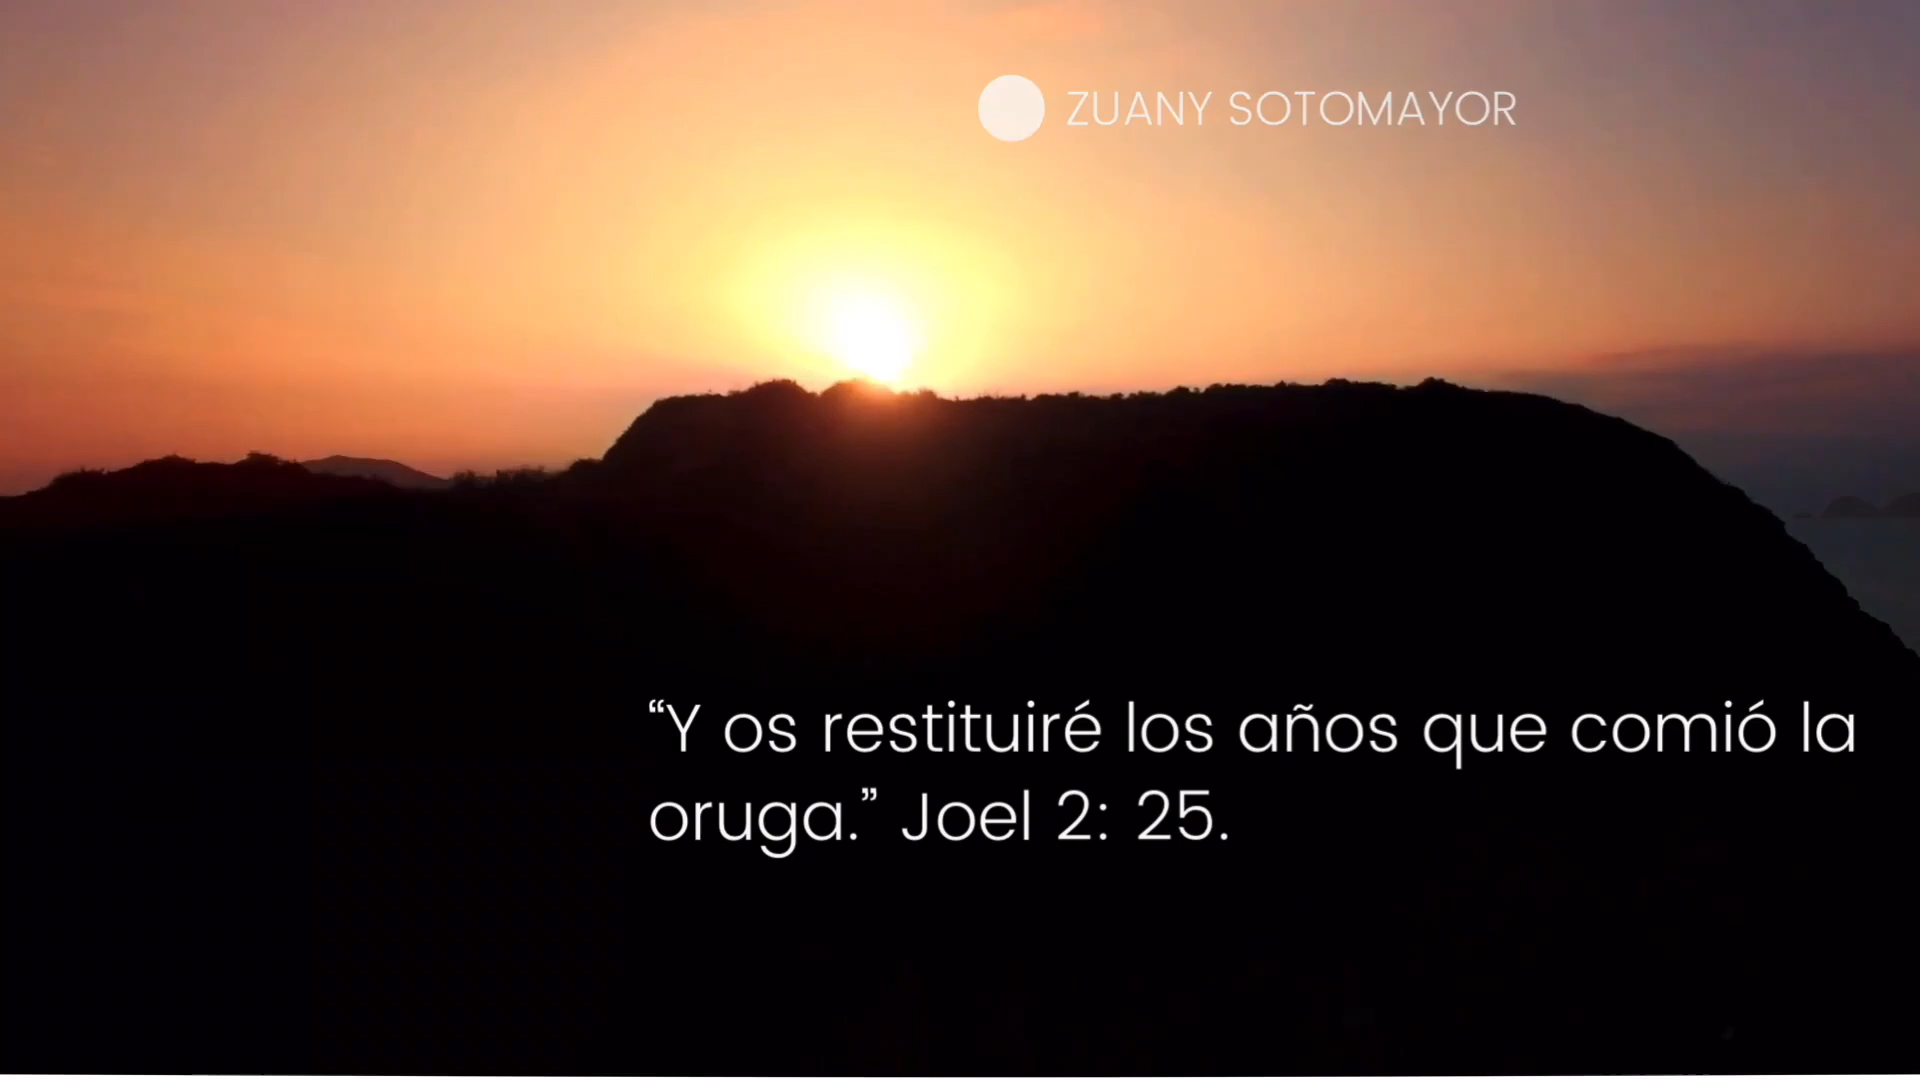 ZUANY SOTOMAYOR
“Y os restituiré los años que comió la
oruga.” Joel 2: 25.